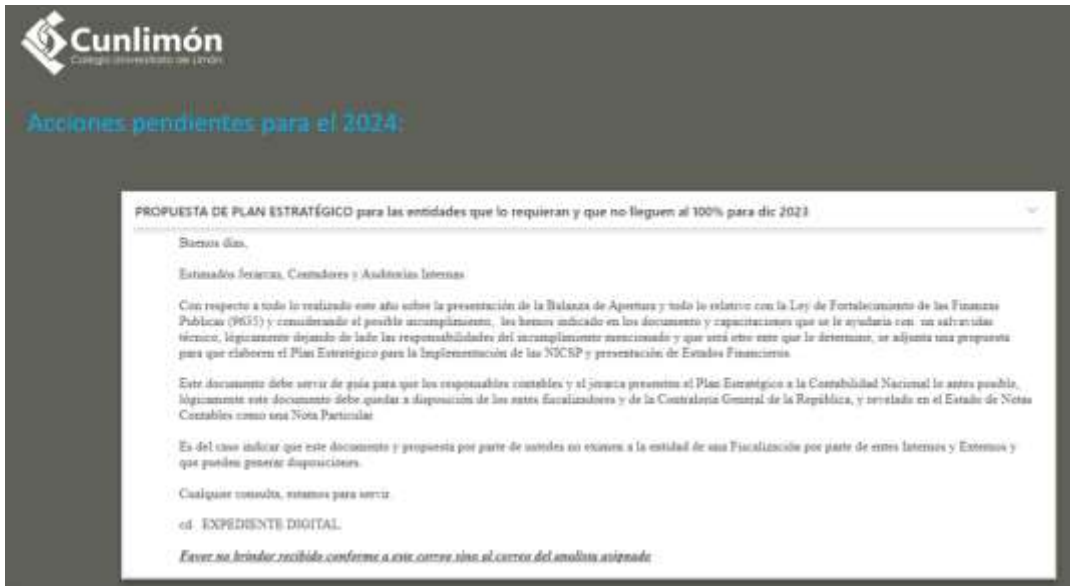 Cunlimón
Colegio Universitario de Limón
Acciones pendientes para el 2024:
PROPUESTA DE PLAN ESTRATÉGICO para las entidades que lo requieran y que no lleguen al 100% para dic 2023
Buenos días,
Estimados Jerarcas, Contadores y Auditorías Internas
Con respecto a todo lo realizado este año sobre la presentación de la Balanza de Apertura y todo lo relativo con la Ley de Fortalecimiento de las Finanzas
Publicas (9635) y considerando el posible incumplimiento, les hemos indicado en los documento y capacitaciones que se le ayudaría con un salvavidas
técnico, lógicamente dejando de lado las responsabilidades del incumplimiento mencionado y que será otro ente que lo determine, se adjunta una propuesta
para que elaboren el Plan Estratégico para la Implementación de las NICSP y presentación de Estados Financieros
Este documento debe servir de guía para que los responsables contables y el jerarca presenten el Plan Estratégico a la Contabilidad Nacional lo antes posible,
lógicamente este documento debe quedar a disposición de los entes fiscalizadores y de la Contraloría General de la República, y revelado en el Estado de Notas
Contables como una Nota Particular
Es del caso indicar que este documento y propuesta por parte de ustedes no eximen a la entidad de una Fiscalización por parte de entes Internos y Externos y
que pueden generar disposiciones.
Cualquier consulta, estamos para servir.
cd. EXPEDIENTE DIGITAL
Favor no brindar recibido conforme a este correo sino al correo del analista asignado